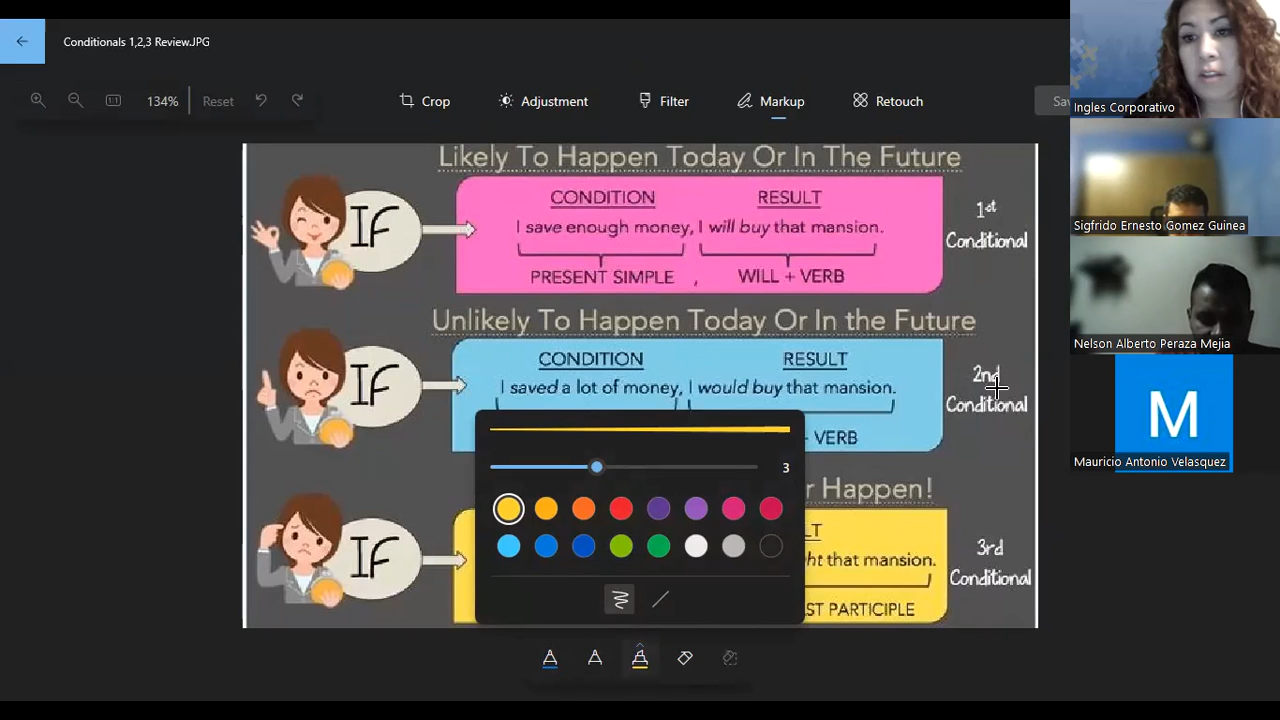 Conditionals 1,2,3 Review.JPG
134%
Reset
Crop
Adjustment
Filter
Markup
Retouch
Likely To Happen Today Or In The Future
IF
CONDITION
RESULT
I save enough money, I will buy that mansion.
PRESENT SIMPLE , WILL + VERB
1st
Conditional
Unlikely To Happen Today Or In the Future
IF
CONDITION
RESULT
I saved a lot of money, I would buy that mansion.
+ VERB
2nd
Conditional
Happen!
IF
that mansion.
PARTICIPLE
3rd
Conditional
3
Ingles Corporativo
Sigfrido Ernesto Gomez Guinea
Nelson Alberto Peraza Mejia
M
Mauricio Antonio Velasquez